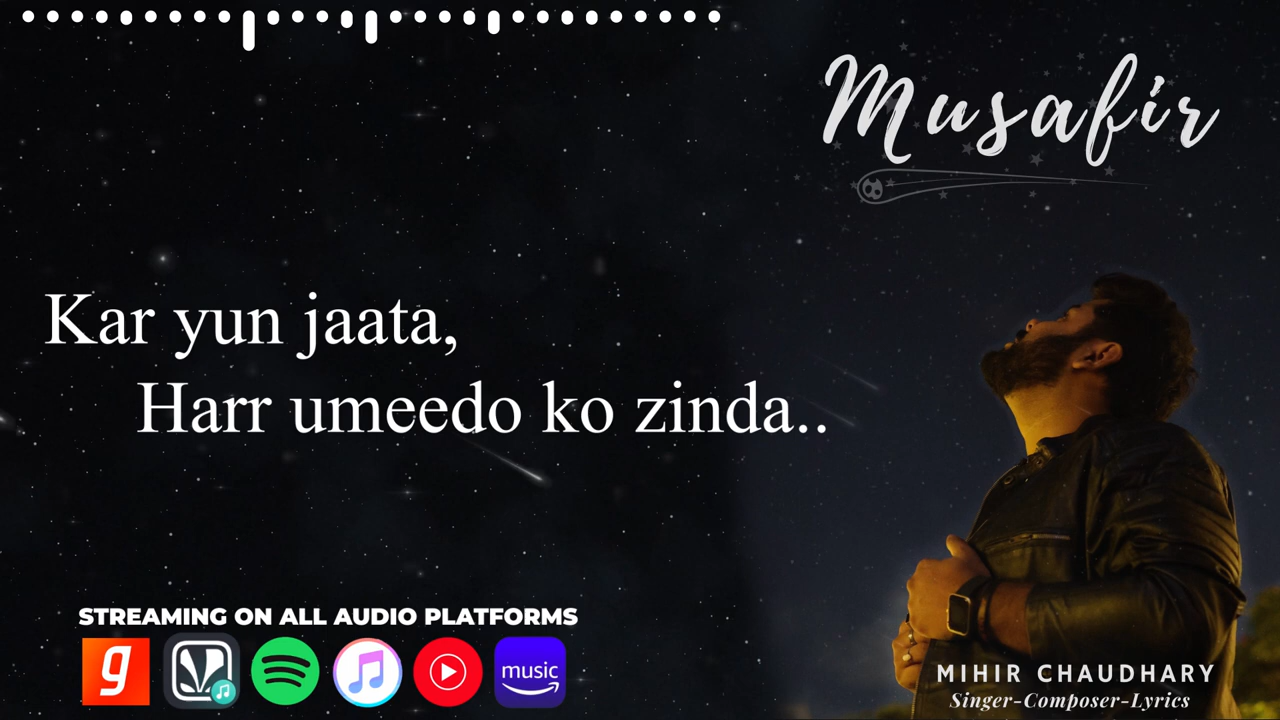 Musafir
Kar yun jaata,
Harr umeedo ko zinda..
STREAMING ON ALL AUDIO PLATFORMS
g
music
MIHIR CHAUDHARY
Singer-Composer-Lyrics